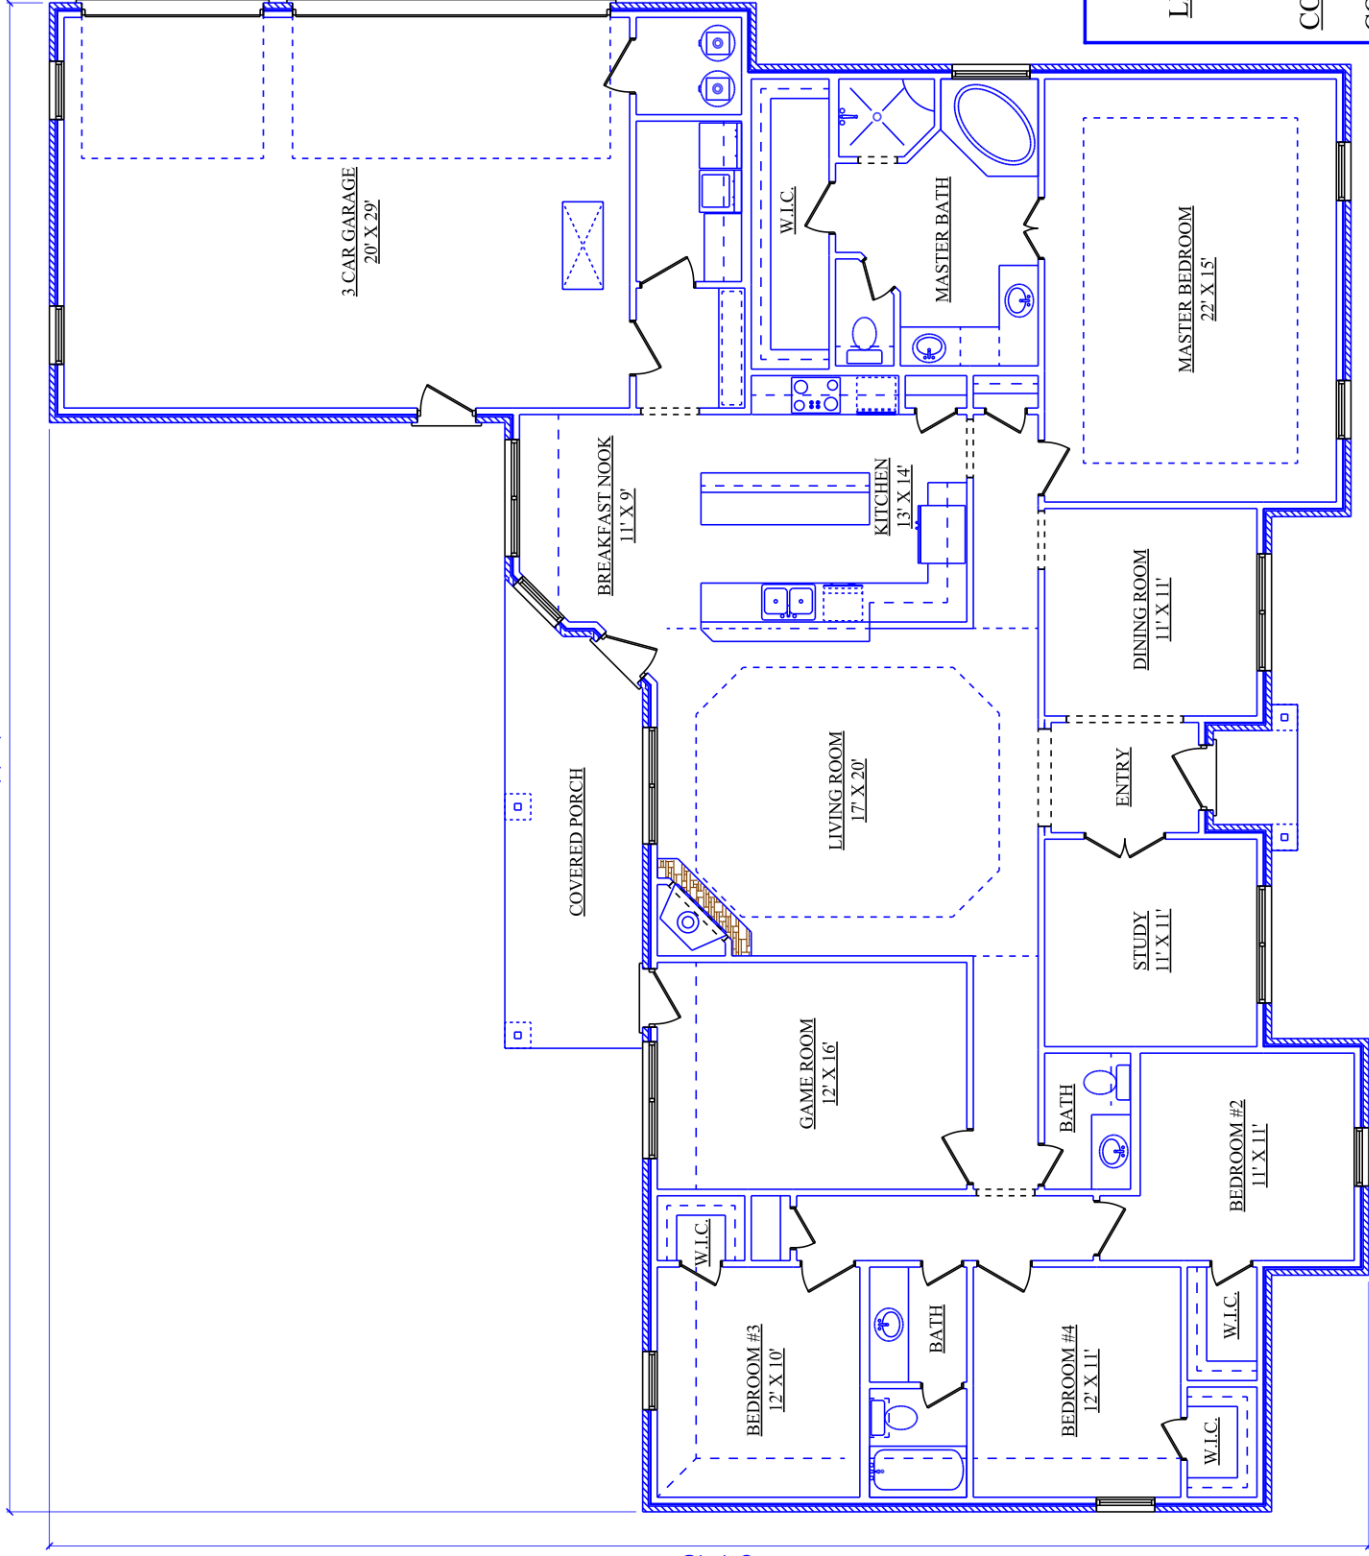 3 CAR GARAGE
20' X 29'
W.I.C.
MASTER BATH
MASTER BEDROOM
22' X 15'
BREAKFAST NOOK
11' X 9'
KITCHEN
13' X 14'
DINING ROOM
11' X 11'
COVERED PORCH
LIVING ROOM
17' X 20'
ENTRY
STUDY
11' X 11'
GAME ROOM
12' X 16'
BATH
BEDROOM #2
11' X 11'
W.I.C.
BEDROOM #3
12' X 10'
BATH
BEDROOM #4
12' X 11'
W.I.C.
W.I.C.